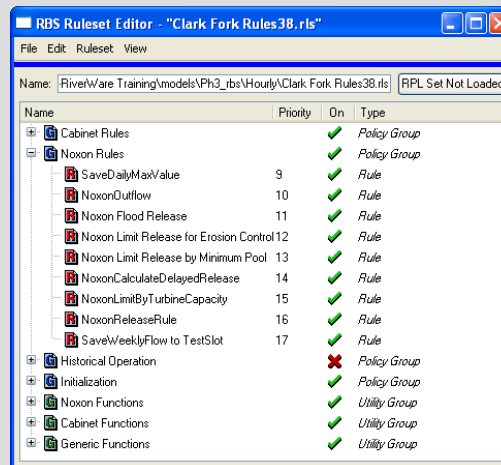 RBS Ruleset Editor - "Clark Fork Rules38.rls"
File Edit Ruleset View
Name: RiverWare Training\models\Ph3_rbs\Hourly\Clark Fork Rules38.rls RPL Set Not Loaded
Name Priority On Type
Cabinet Rules Policy Group
Noxon Rules Policy Group
SaveDailyMaxValue 9 Rule
NoxonOutflow 10 Rule
Noxon Flood Release 11 Rule
Noxon Limit Release for Erosion Control 12 Rule
Noxon Limit Release by Minimum Pool 13 Rule
NoxonCalculateDelayedRelease 14 Rule
NoxonLimitByTurbineCapacity 15 Rule
NoxonReleaseRule 16 Rule
SaveWeeklyFlow to TestSlot 17 Rule
Historical Operation Policy Group
Initialization Policy Group
Noxon Functions Utility Group
Cabinet Functions Utility Group
Generic Functions Utility Group